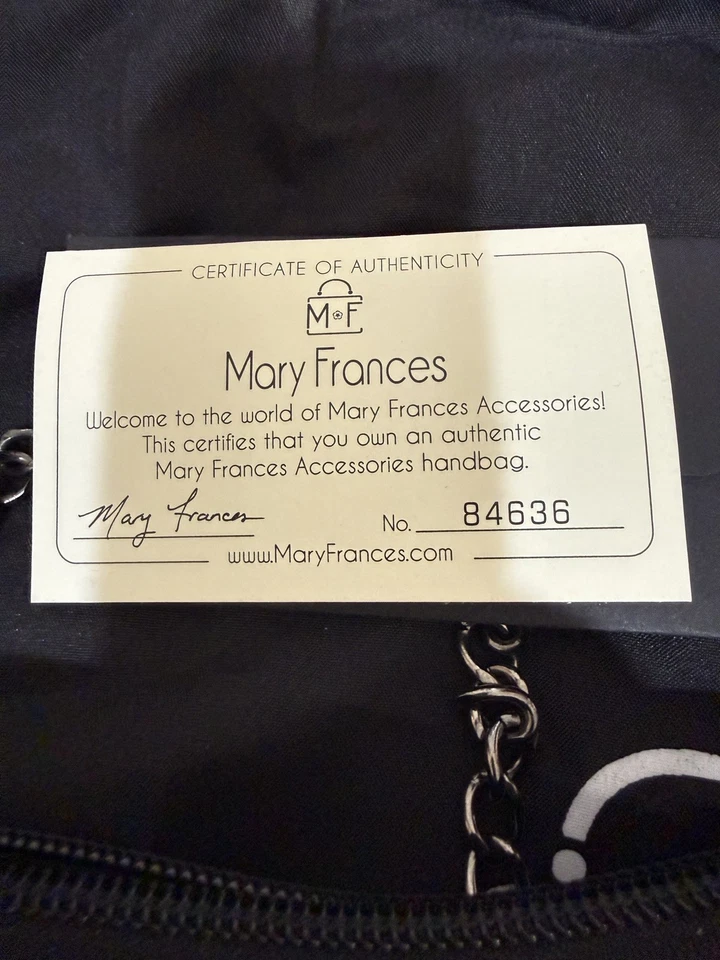 CERTIFICATE OF AUTHENTICITY
M F
Mary Frances
Welcome to the world of Mary Frances Accessories!
This certifies that you own an authentic
Mary Frances Accessories handbag.
Mary Frances No. 84636
www.MaryFrances.com